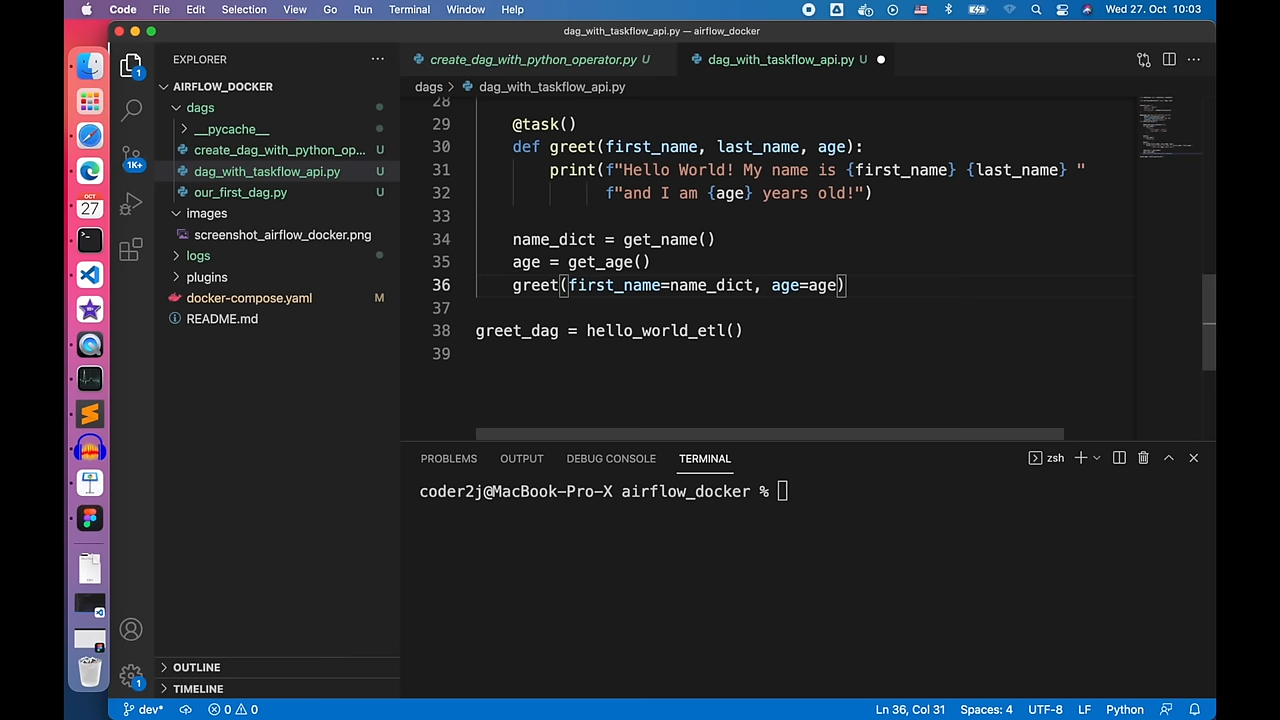 Code File Edit Selection View Go Run Terminal Window Help Wed 27. Oct 10:03
dag_with_taskflow_api.py — airflow_docker
EXPLORER
create_dag_with_python_operator.py U
dag_with_taskflow_api.py U
dags
dag_with_taskflow_api.py
AIRFLOW_DOCKER
dags
__pycache__
create_dag_with_python_op... U
dag_with_taskflow_api.py U
our_first_dag.py U
images
screenshot_airflow_docker.png
logs
plugins
docker-compose.yaml M
README.md
OUTLINE
TIMELINE
1
1K+
1
OCT
27
28
29 @task()
30 def greet(first_name, last_name, age):
31 print(f"Hello World! My name is {first_name} {last_name} "
32 f"and I am {age} years old!")
33
34 name_dict = get_name()
35 age = get_age()
36 greet(first_name=name_dict, age=age)
37
38 greet_dag = hello_world_etl()
39
PROBLEMS OUTPUT DEBUG CONSOLE TERMINAL zsh
coder2j@MacBook-Pro-X airflow_docker %
dev* 0 0 Ln 36, Col 31 Spaces: 4 UTF-8 LF Python